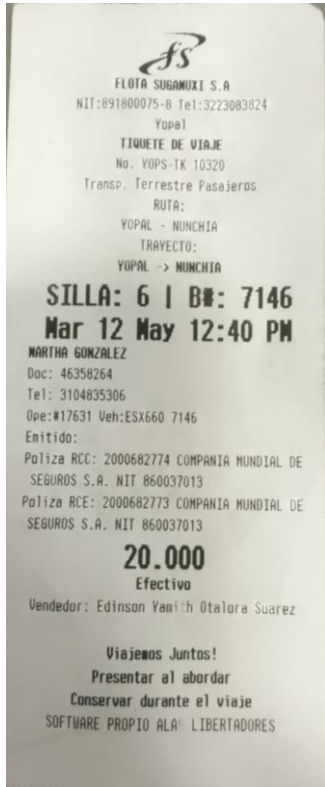 fs
FLOTA SUGAMUXI S.A
NIT:891800075-8 Tel:3223083824
Yopal
TIQUETE DE VIAJE
No. YOPS-TK 10320
Transp. Terrestre Pasajeros
RUTA:
YOPAL - NUNCHIA
TRAYECTO:
YOPAL -> NUNCHIA
SILLA: 6 | B#: 7146
Mar 12 May 12:40 PM
MARTHA GONZALEZ
Doc: 46358264
Tel: 3104835306
Ope:#17631 Veh:ESX660 7146
Emitido:
Poliza RCC: 2000682774 COMPANIA MUNDIAL DE
SEGUROS S.A. NIT 860037013
Poliza RCE: 2000682773 COMPANIA MUNDIAL DE
SEGUROS S.A. NIT 860037013
20.000
Efectivo
Vendedor: Edinson Yamith Otalora Suarez
Viajemos Juntos!
Presentar al abordar
Conservar durante el viaje
SOFTWARE PROPIO LIBERTADORES